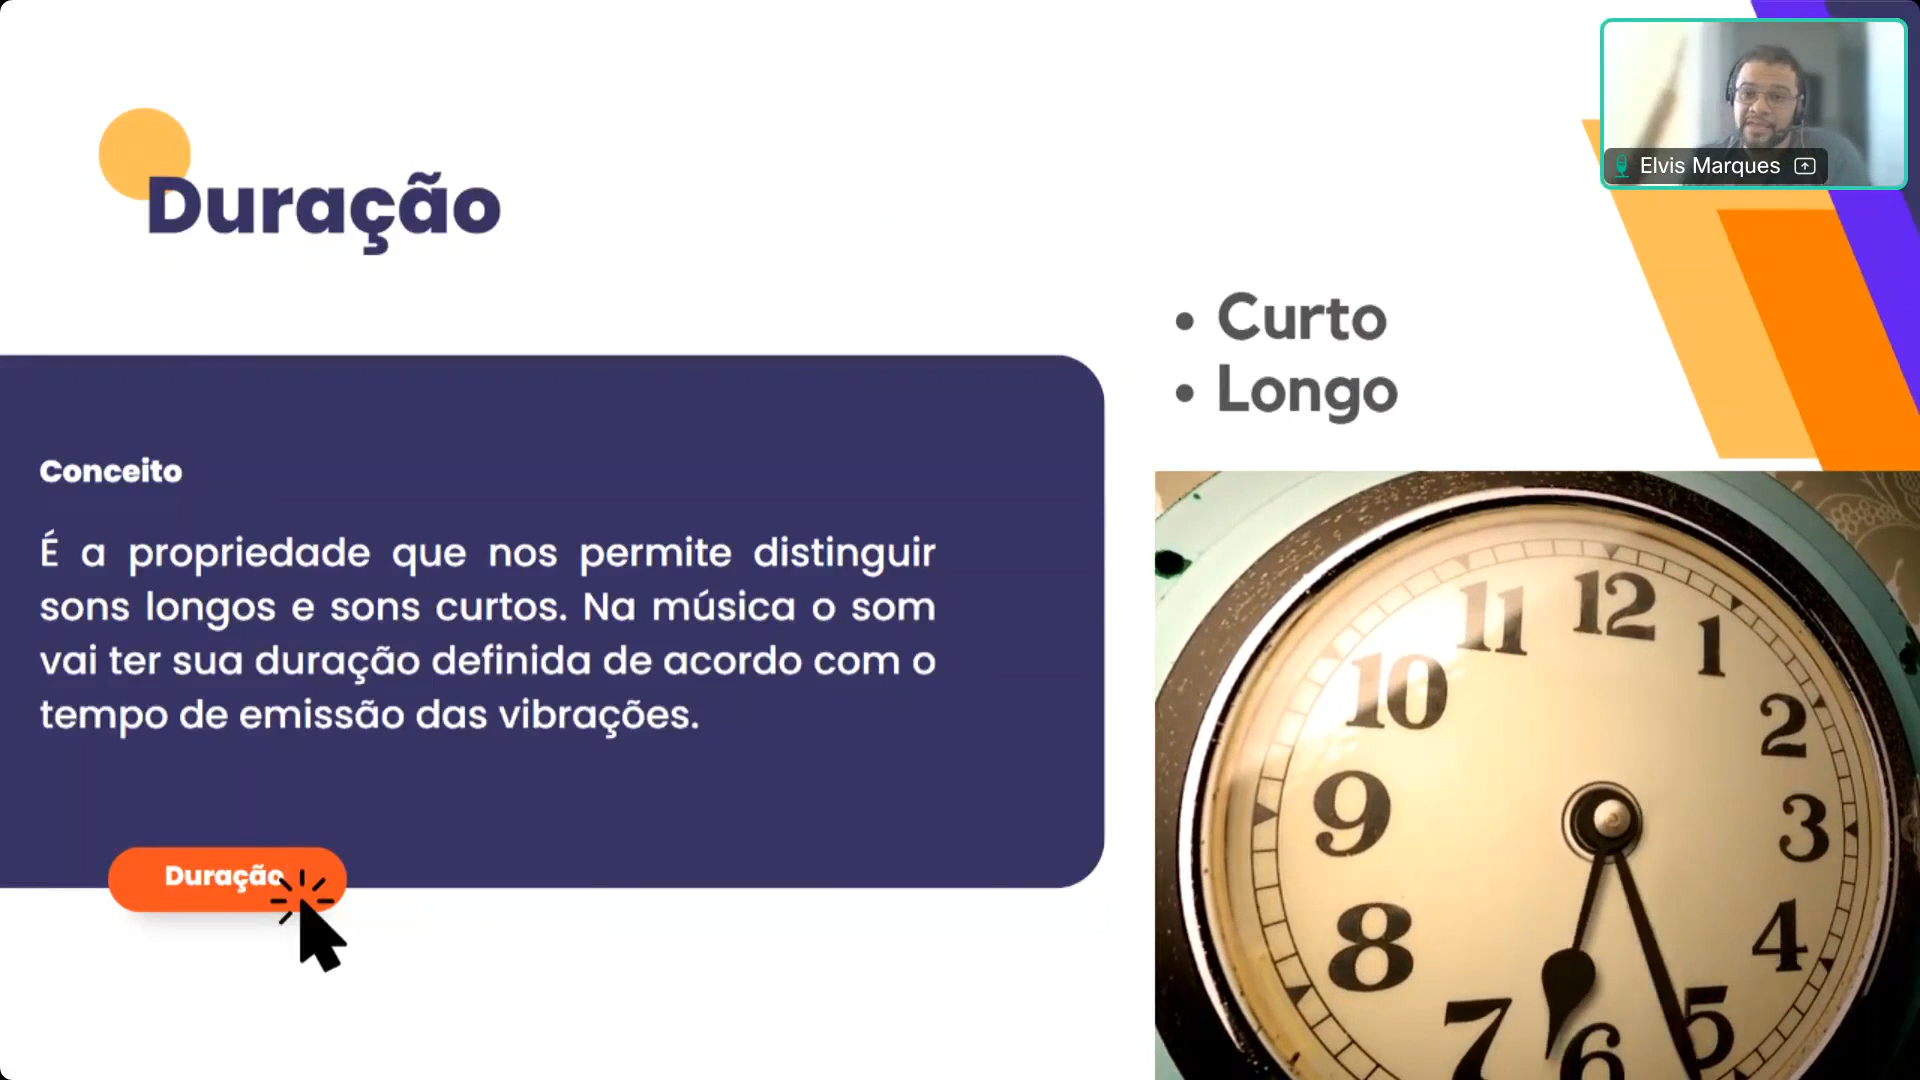 Elvis Marques
Duração
• Curto
• Longo
Conceito
É a propriedade que nos permite distinguir
sons longos e sons curtos. Na música o som
vai ter sua duração definida de acordo com o
tempo de emissão das vibrações.
Duração
12
11
1
10
2
9
3
8
4
7
6
5